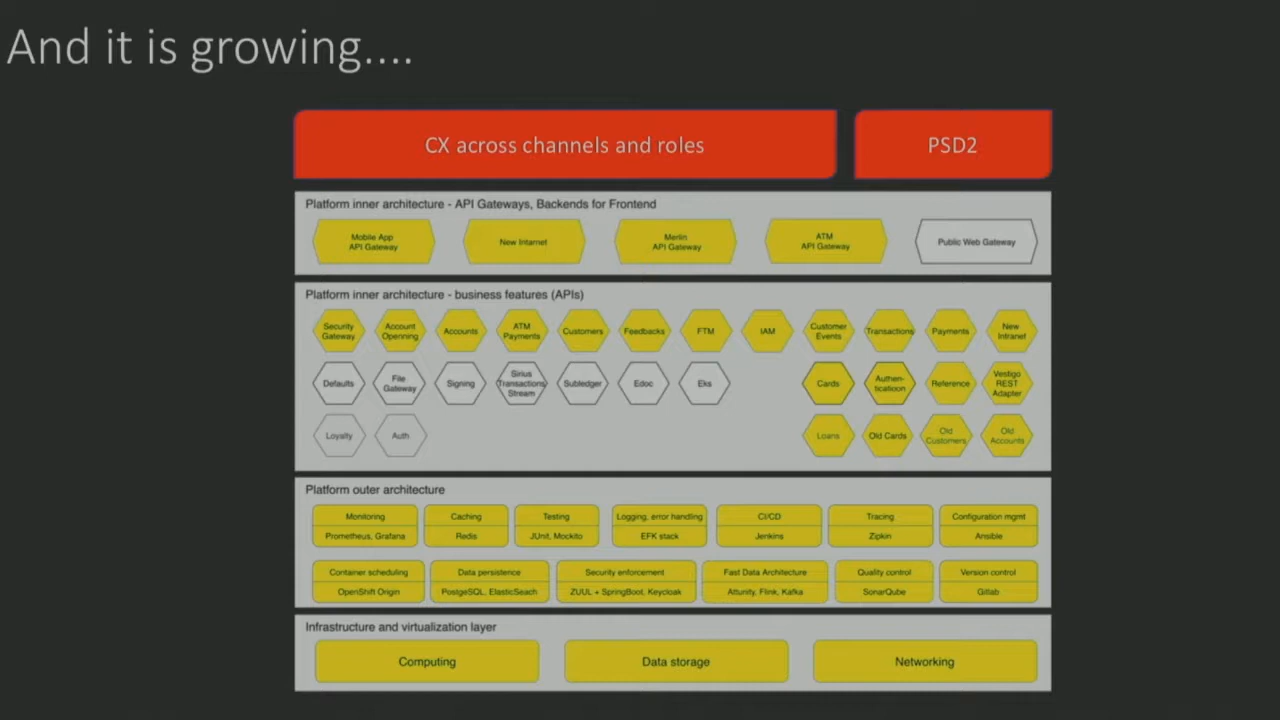 And it is growing....
CX across channels and roles
PSD2
Platform inner architecture - API Gateways, Backends for Frontend
Mobile App
API Gateway
New Internet
Merlin
API Gateway
ATM
API Gateway
Public Web Gateway
Platform inner architecture - business features (APIs)
Security
Gateway
Account
Openning
Accounts
ATM
Payments
Customers
Feedbacks
FTM
IAM
Customer
Events
Transactions
Payments
New
Intranet
Defaults
File
Gateway
Signing
Sirius
Transactions
Stream
Subledger
Edoc
Eks
Cards
Authen-
tication
Reference
Vestigo
REST
Adapter
Loyalty
Auth
Loans
Old Cards
Old
Customers
Old
Accounts
Platform outer architecture
Monitoring
Prometheus, Grafana
Caching
Redis
Testing
JUnit, Mockito
Logging, error handling
EFK stack
CI/CD
Jenkins
Tracing
Zipkin
Configuration mgmt
Ansible
Container scheduling
OpenShift Origin
Data persistence
PostgeSQL, ElasticSeach
Security enforcement
ZUUL + SpringBoot, Keycloak
Fast Data Architecture
Attunity, Flink, Kafka
Quality control
SonarQube
Version control
Gitlab
Infrastructure and virtualization layer
Computing
Data storage
Networking